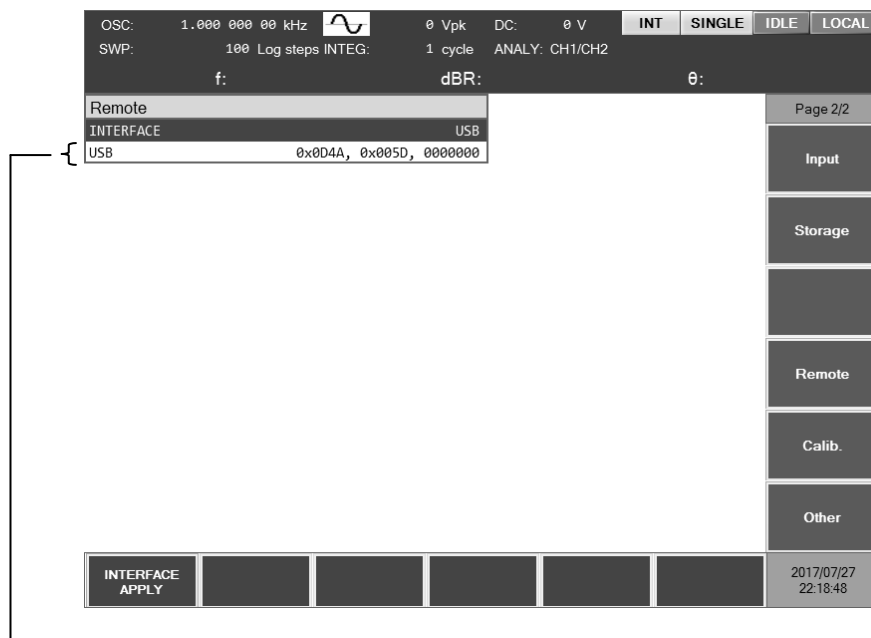 OSC: 1.000 000 00 kHz 0 Vpk DC: 0 V INT SINGLE IDLE LOCAL
SWP: 100 Log steps INTEG: 1 cycle ANALY: CH1/CH2
f: dBR: θ:
Remote
INTERFACE USB
USB 0x0D4A, 0x005D, 0000000
Page 2/2
Input
Storage
Remote
Calib.
Other
INTERFACE
APPLY
2017/07/27
22:18:48